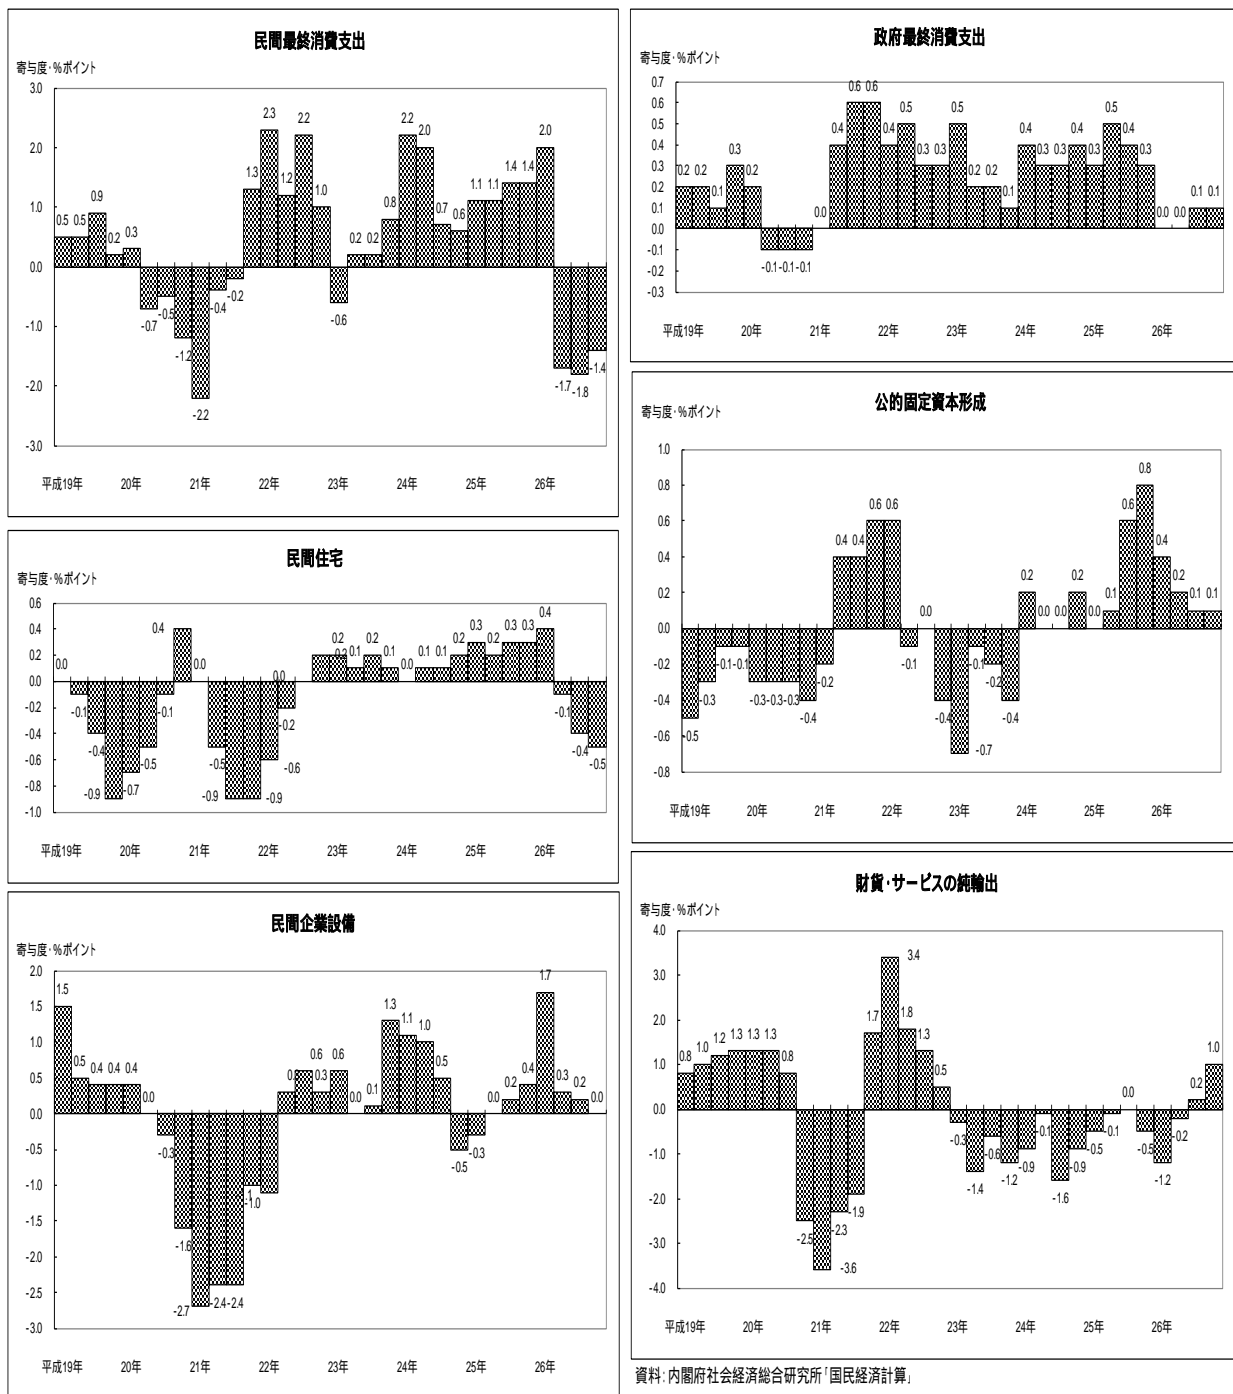 民間最終消費支出
寄与度・%ポイント
3.0
2.0
1.0
0.0
-1.0
-2.0
-3.0
0.5 0.5 0.9 0.2 0.3 -0.7 -0.5 -1.2 -2.2 -0.4 -0.2 1.3 2.3 1.2 2.2 1.0 -0.6 0.2 0.2 0.8 2.2 2.0 0.7 0.6 1.1 1.1 1.4 1.4 2.0 -1.7 -1.8 -1.4
平成19年 20年 21年 22年 23年 24年 25年 26年
民間住宅
寄与度・%ポイント
0.6
0.4
0.2
0.0
-0.2
-0.4
-0.6
-0.8
-1.0
0.0 -0.1 -0.4 -0.9 -0.7 -0.5 -0.1 0.4 0.0 -0.5 -0.9 -0.9 -0.6 -0.2 0.0 0.2 0.2 0.1 0.2 0.1 0.0 0.1 0.1 0.2 0.3 0.2 0.3 0.3 0.4 -0.1 -0.4 -0.5
平成19年 20年 21年 22年 23年 24年 25年 26年
民間企業設備
寄与度・%ポイント
2.0
1.5
1.0
0.5
0.0
-0.5
-1.0
-1.5
-2.0
-2.5
-3.0
1.5 0.5 0.4 0.4 0.4 0.0 -0.3 -1.6 -2.7 -2.4 -2.4 -1.0 0.6 0.3 0.6 0.0 0.1 1.3 1.1 1.0 0.5 -0.5 -0.3 0.0 0.2 0.4 1.7 0.3 0.2 0.0
平成19年 20年 21年 22年 23年 24年 25年 26年
政府最終消費支出
寄与度・%ポイント
0.7
0.6
0.5
0.4
0.3
0.2
0.1
0.0
-0.1
-0.2
-0.3
0.2 0.2 0.1 0.3 0.2 -0.1 -0.1 -0.1 0.0 0.4 0.6 0.6 0.4 0.5 0.3 0.3 0.5 0.2 0.2 0.1 0.4 0.3 0.3 0.4 0.3 0.5 0.4 0.3 0.0 0.0 0.1 0.1
平成19年 20年 21年 22年 23年 24年 25年 26年
公的固定資本形成
寄与度・%ポイント
1.0
0.8
0.6
0.4
0.2
0.0
-0.2
-0.4
-0.6
-0.8
-0.5 -0.3 -0.1 -0.1 -0.3 -0.3 -0.3 -0.4 -0.2 0.4 0.4 0.6 0.6 -0.1 0.0 -0.4 -0.7 -0.1 -0.2 -0.4 0.2 0.0 0.0 0.2 0.0 0.1 0.6 0.8 0.4 0.2 0.1 0.1
平成19年 20年 21年 22年 23年 24年 25年 26年
財貨・サービスの純輸出
寄与度・%ポイント
4.0
3.0
2.0
1.0
0.0
-1.0
-2.0
-3.0
-4.0
0.8 1.0 1.2 1.3 1.3 1.3 0.8 -2.5 -3.6 -2.3 -1.9 1.7 3.4 1.8 1.3 0.5 -0.3 -1.4 -0.6 -1.2 -0.9 -0.1 -1.6 -0.9 -0.5 -0.1 0.0 -0.5 -1.2 -0.2 0.2 1.0
平成19年 20年 21年 22年 23年 24年 25年 26年
資料:内閣府社会経済総合研究所「国民経済計算」